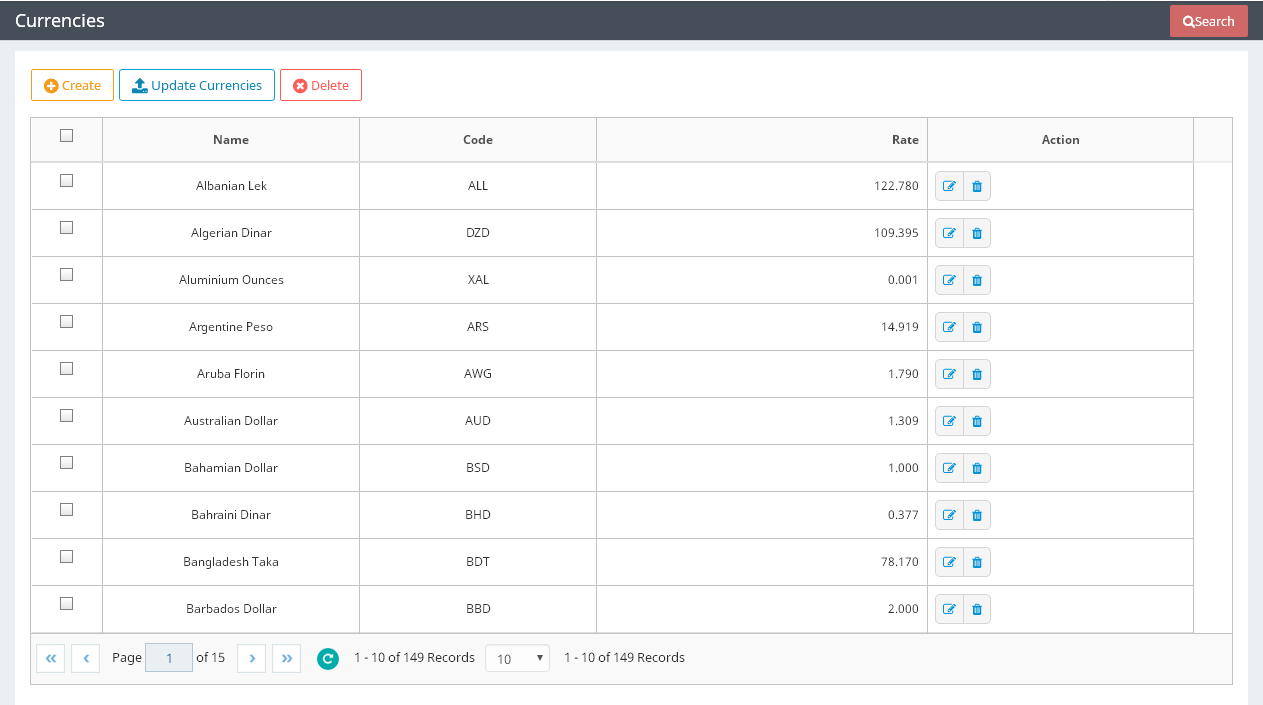 Currencies Search
Create Update Currencies Delete
Name Code Rate Action
Albanian Lek ALL 122.780
Algerian Dinar DZD 109.395
Aluminium Ounces XAL 0.001
Argentine Peso ARS 14.919
Aruba Florin AWG 1.790
Australian Dollar AUD 1.309
Bahamian Dollar BSD 1.000
Bahraini Dinar BHD 0.377
Bangladesh Taka BDT 78.170
Barbados Dollar BBD 2.000
Page 1 of 15 1 - 10 of 149 Records 10 1 - 10 of 149 Records